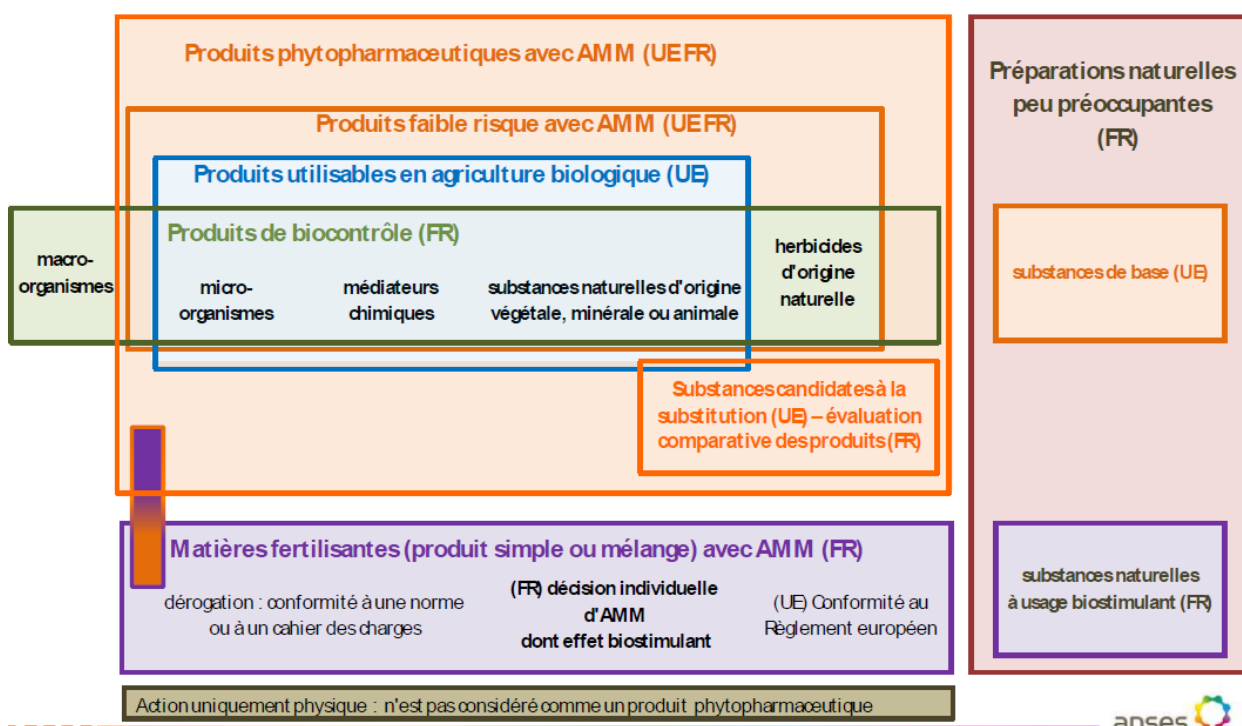 Produits phytopharmaceutiques avec AMM (UE FR)
Préparations naturelles
peu préoccupantes
(FR)
Produits faible risque avec AMM (UE FR)
Produits utilisables en agriculture biologique (UE)
Produits de biocontrôle (FR)
macro-
organismes
micro-
organismes
médiateurs
chimiques
substances naturelles d'origine
végétale, minérale ou animale
herbicides
d'origine
naturelle
substances de base (UE)
Substances candidates à la
substitution (UE) – évaluation
comparative des produits (FR)
Matières fertilisantes (produit simple ou mélange) avec AMM (FR)
dérogation : conformité à une norme
ou à un cahier des charges
(FR) décision individuelle
d'AMM
dont effet biostimulant
(UE) Conformité au
Règlement européen
substances naturelles
à usage biostimulant (FR)
Action uniquement physique : n'est pas considéré comme un produit phytopharmaceutique
anses